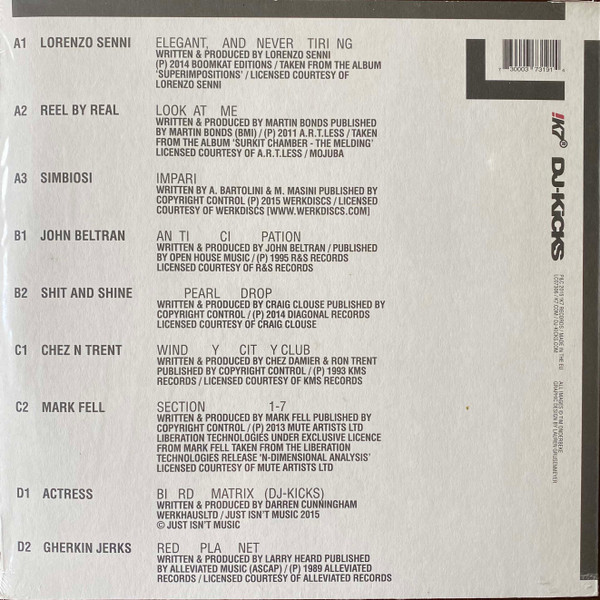 A1 LORENZO SENNI ELEGANT, AND NEVER TIRI NG
WRITTEN & PRODUCED BY LORENZO SENNI
(P) 2014 BOOMKAT EDITIONS / TAKEN FROM THE ALBUM
'SUPERIMPOSITIONS' / LICENSED COURTESY OF
LORENZO SENNI
A2 REEL BY REAL LOOK AT ME
WRITTEN & PRODUCED BY MARTIN BONDS PUBLISHED
BY MARTIN BONDS (BMI) / (P) 2011 A.R.T.LESS / TAKEN
FROM THE ALBUM 'SURKIT CHAMBER - THE MELDING'
LICENSED COURTESY OF A.R.T.LESS / MOJUBA
A3 SIMBIOSI IMPARI
WRITTEN BY A. BARTOLINI & M. MASINI PUBLISHED BY
COPYRIGHT CONTROL (P) 2015 WERKDISCS / LICENSED
COURTESY OF WERKDISCS [WWW.WERKDISCS.COM]
B1 JOHN BELTRAN AN TI CI PATION
WRITTEN & PRODUCED BY JOHN BELTRAN / PUBLISHED
BY OPEN HOUSE MUSIC / (P) 1995 R&S RECORDS
LICENSED COURTESY OF R&S RECORDS
B2 SHIT AND SHINE PEARL DROP
WRITTEN & PRODUCED BY CRAIG CLOUSE PUBLISHED BY
COPYRIGHT CONTROL / (P) 2014 DIAGONAL RECORDS
LICENSED COURTESY OF CRAIG CLOUSE
C1 CHEZ N TRENT WIND Y CIT Y CLUB
WRITTEN & PRODUCED BY CHEZ DAMIER & RON TRENT
PUBLISHED BY COPYRIGHT CONTROL / (P) 1993 KMS
RECORDS / LICENSED COURTESY OF KMS RECORDS
C2 MARK FELL SECTION 1-7
WRITTEN & PRODUCED BY MARK FELL PUBLISHED BY
COPYRIGHT CONTROL / (P) 2013 MUTE ARTISTS LTD
LIBERATION TECHNOLOGIES UNDER EXCLUSIVE LICENCE
FROM MARK FELL TAKEN FROM THE LIBERATION
TECHNOLOGIES RELEASE 'N-DIMENSIONAL ANALYSIS'
LICENSED COURTESY OF MUTE ARTISTS LTD
D1 ACTRESS BI RD MATRIX (DJ-KICKS)
WRITTEN & PRODUCED BY DARREN CUNNINGHAM
WERKHAUSLTD / JUST ISN'T MUSIC 2015
© JUST ISN'T MUSIC
D2 GHERKIN JERKS RED PLA NET
WRITTEN & PRODUCED BY LARRY HEARD PUBLISHED
BY ALLEVIATED MUSIC (ASCAP) / (P) 1989 ALLEVIATED
RECORDS / LICENSED COURTESY OF ALLEVIATED RECORDS
7 30003 73191 4
!K7® DJ-KICKS